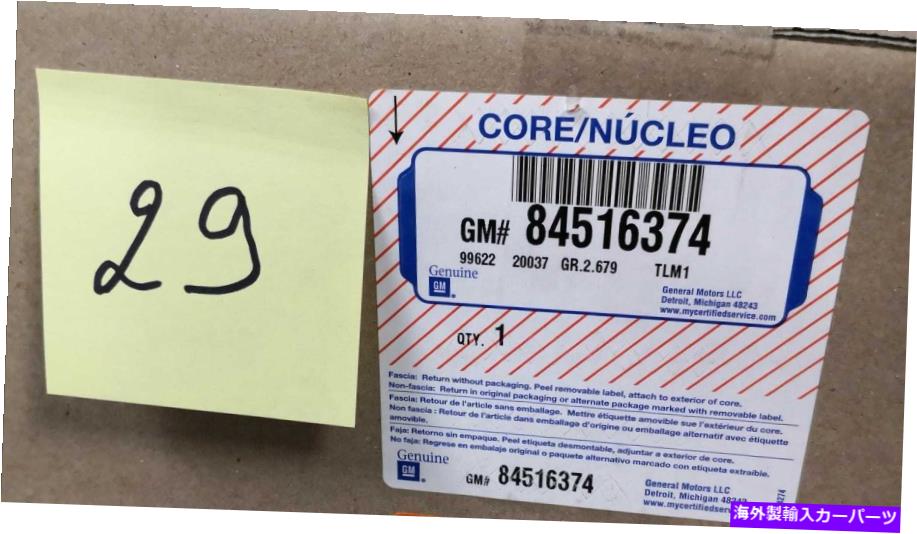 29
CORE/NÚCLEO
GM# 84516374
99622 20037 GR.2.679 TLM1
Genuine
GM
General Motors LLC
Detroit, Michigan 48243
www.mycertifiedservice.com
QTY. 1
Fascia: Return without packaging. Peel removable label, attach to exterior of core.
Non-fascia: Return in original packaging or alternate package marked with removable label.
Fascia: Retour de l'article sans emballage. Mettre étiquette amovible sue l'extérieur du core.
Non fascia : Retour de l'article dans emballage d'origine ou emballage alternatif avec étiquette
amovible.
Faja: Retorno sin empaque. Peel etiqueta desmontable, adjuntar a exterior de core.
No faja: Regrese en embalaje original o paquete alternativo marcado con etiqueta extraíble.
Genuine
GM
GM# 84516374
General Motors LLC
Detroit, Michigan 48243
www.mycertifiedserv
海外製輸入カーパーツ